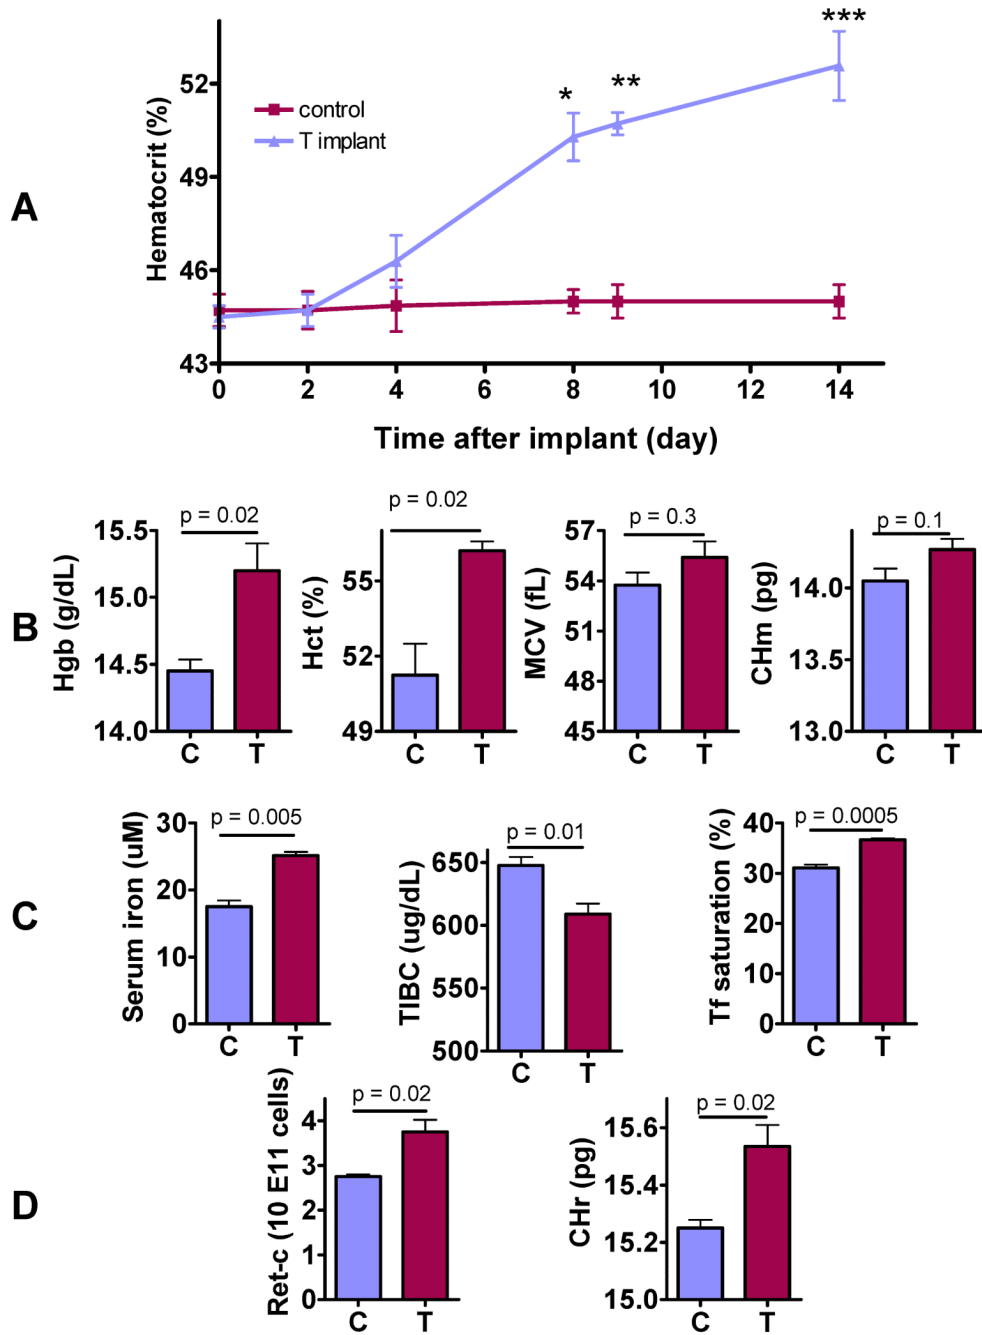 A
Hematocrit (%)
52
49
46
43
control
T implant
*
**
***
0 2 4 6 8 10 12 14
Time after implant (day)
B
Hgb (g/dL)
15.5
15.0
14.5
14.0
p = 0.02
C T
Hct (%)
55
52
49
p = 0.02
C T
MCV (fL)
57
54
51
48
45
p = 0.3
C T
CHm (pg)
14.0
13.5
13.0
p = 0.1
C T
C
Serum iron (uM)
30
20
10
0
p = 0.005
C T
TIBC (ug/dL)
650
600
550
500
p = 0.01
C T
Tf saturation (%)
40
30
20
10
0
p = 0.0005
C T
D
Ret-c (10 E11 cells)
4
3
2
1
0
p = 0.02
C T
CHr (pg)
15.6
15.4
15.2
15.0
p = 0.02
C T